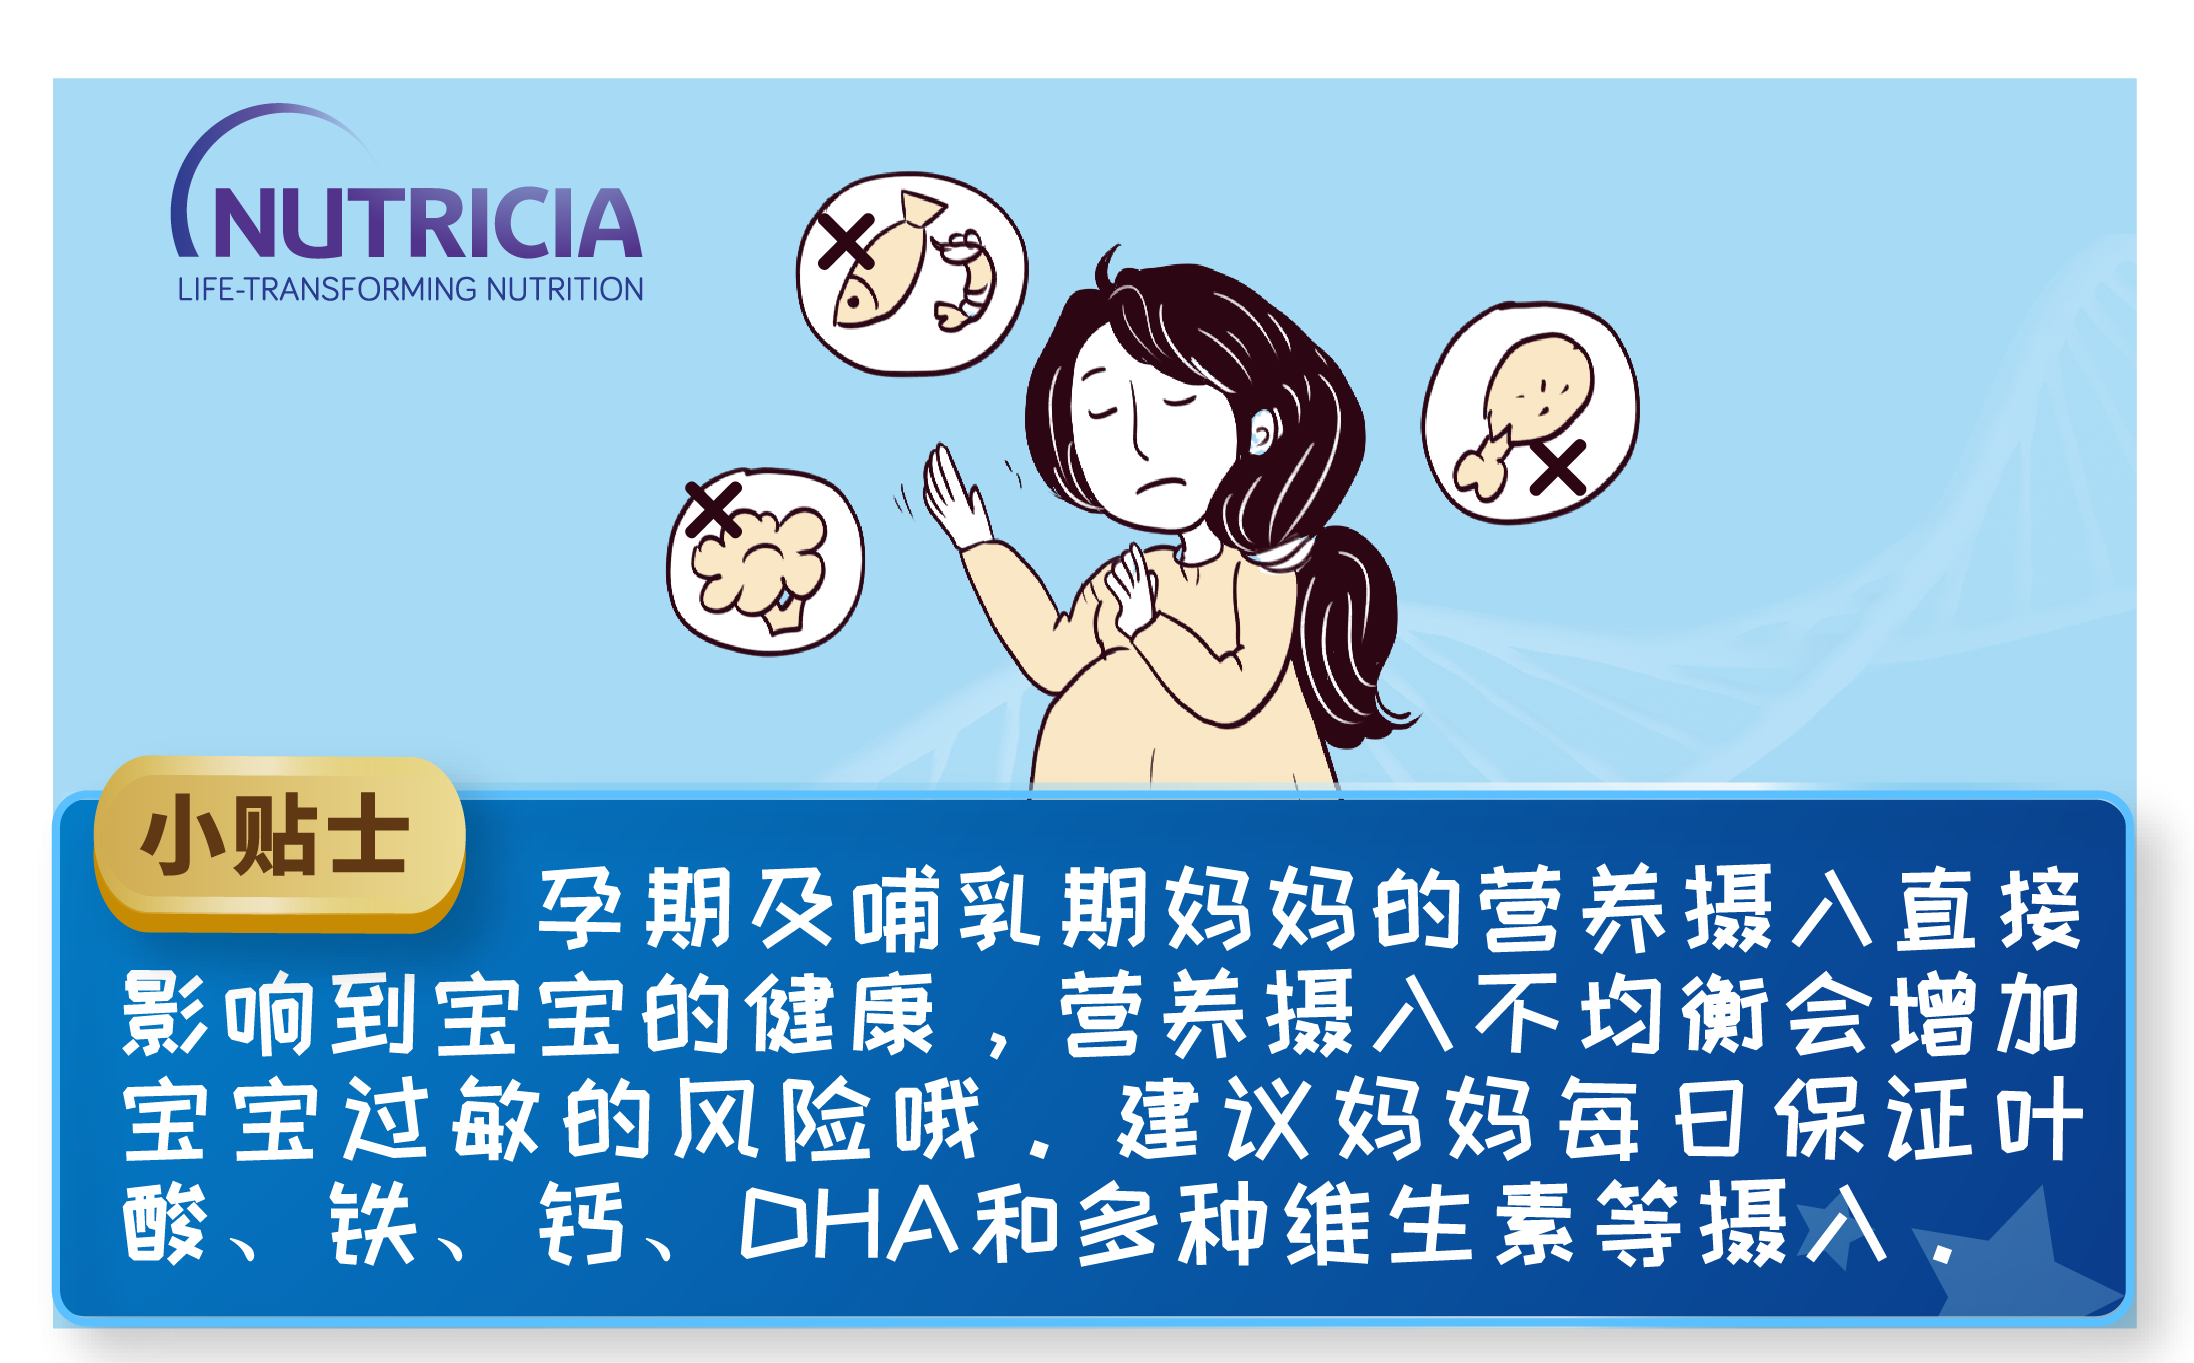 NUTRICIA
LIFE-TRANSFORMING NUTRITION
小贴士
孕期及哺乳期妈妈的营养摄入直接
影响到宝宝的健康，营养摄入不均衡会增加
宝宝过敏的风险哦．建议妈妈每日保证叶
酸、铁、钙、DHA和多种维生素等摄入．